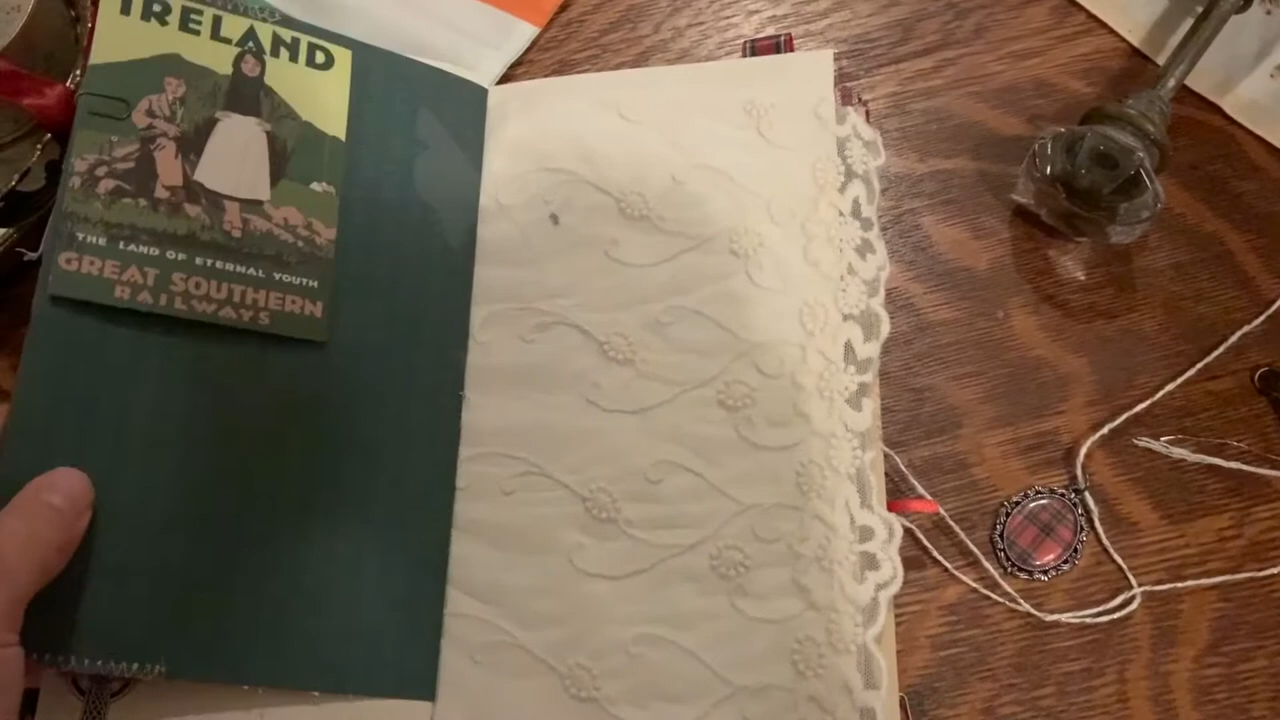 IRELAND
THE LAND OF ETERNAL YOUTH
GREAT SOUTHERN
RAILWAYS